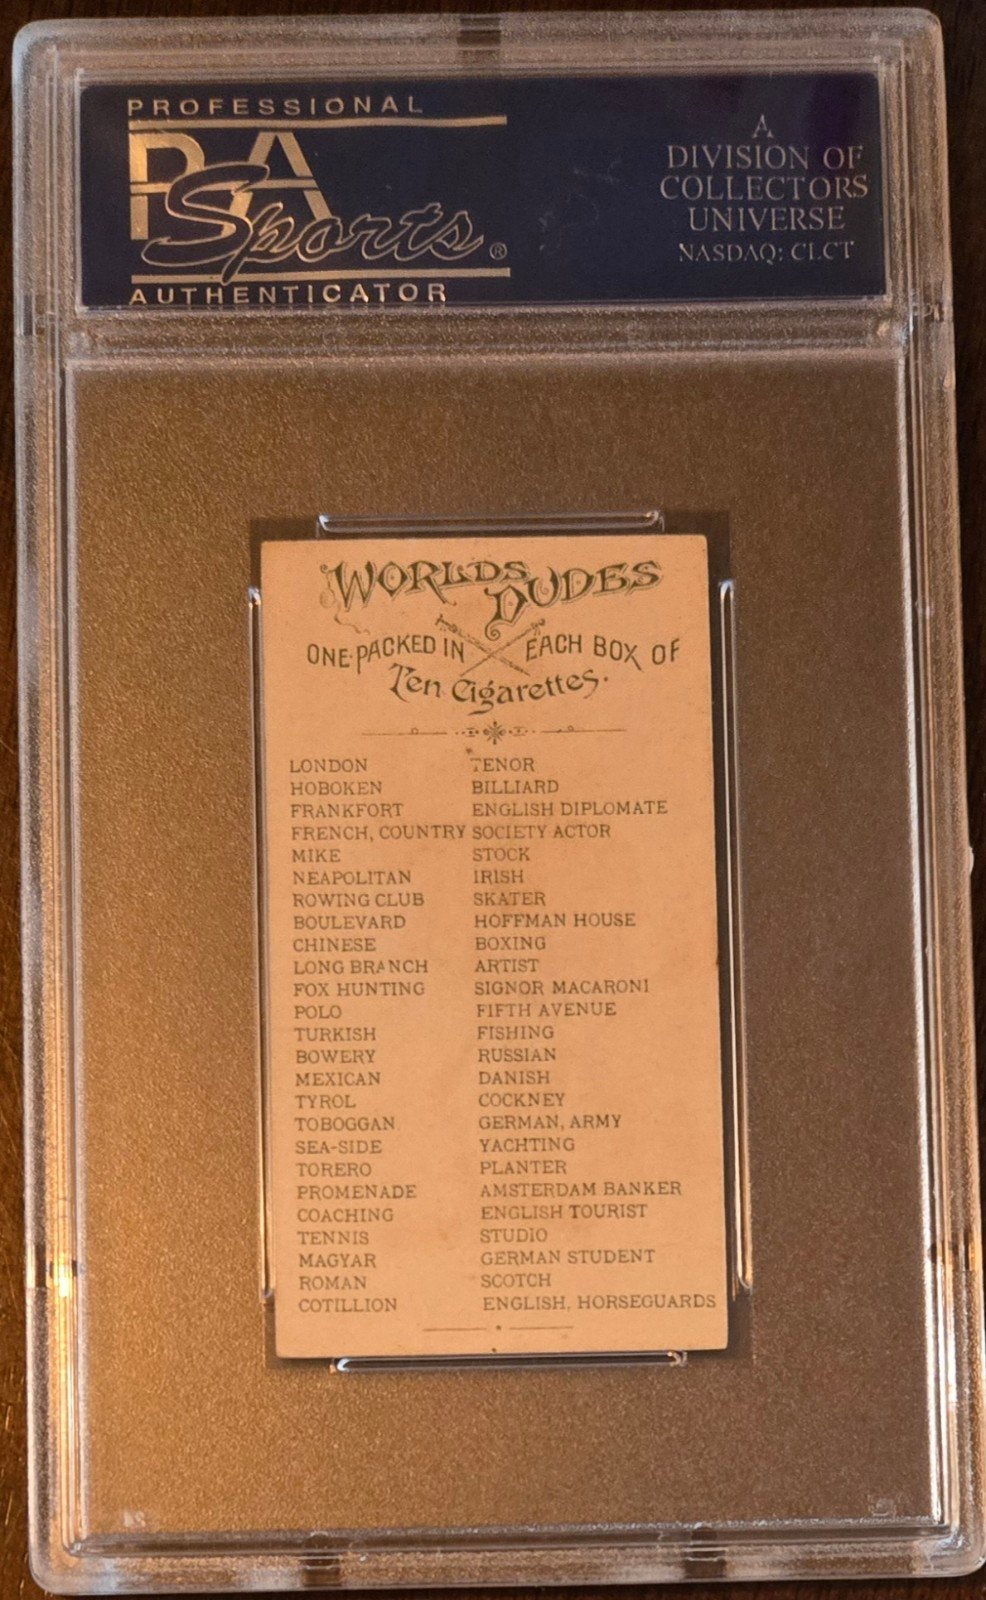 PROFESSIONAL
PSA
Sports®
AUTHENTICATOR
A
DIVISION OF
COLLECTORS
UNIVERSE
NASDAQ: CLCT
WORLDS DUDES
ONE PACKED IN EACH BOX OF
Ten Cigarettes.
LONDON
HOBOKEN
FRANKFORT
FRENCH, COUNTRY
MIKE
NEAPOLITAN
ROWING CLUB
BOULEVARD
CHINESE
LONG BRANCH
FOX HUNTING
POLO
TURKISH
BOWERY
MEXICAN
TYROL
TOBOGGAN
SEA-SIDE
TORERO
PROMENADE
COACHING
TENNIS
MAGYAR
ROMAN
COTILLION
TENOR
BILLIARD
ENGLISH DIPLOMATE
SOCIETY ACTOR
STOCK
IRISH
SKATER
HOFFMAN HOUSE
BOXING
ARTIST
SIGNOR MACARONI
FIFTH AVENUE
FISHING
RUSSIAN
DANISH
COCKNEY
GERMAN, ARMY
YACHTING
PLANTER
AMSTERDAM BANKER
ENGLISH TOURIST
STUDIO
GERMAN STUDENT
SCOTCH
ENGLISH, HORSEGUARDS